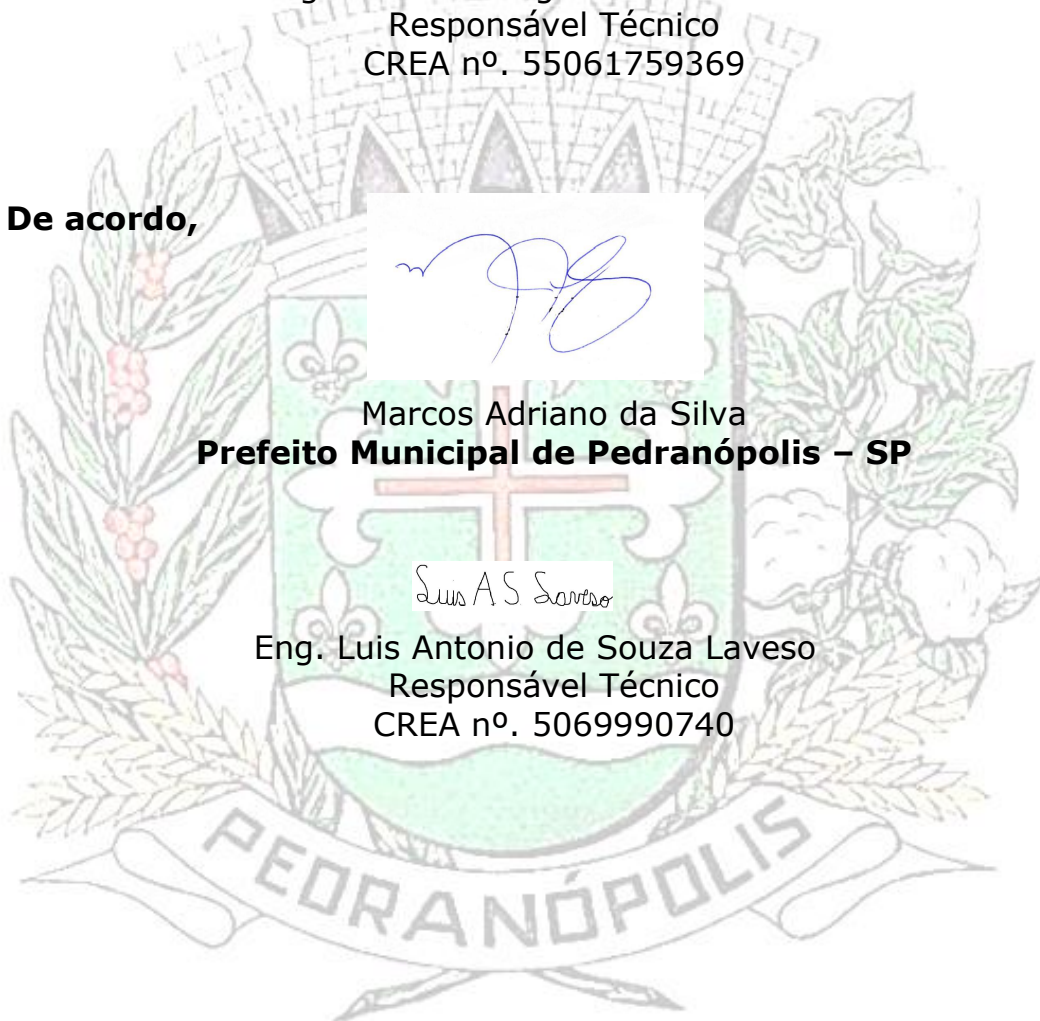 Responsável Técnico
CREA nº. 55061759369
De acordo,
Marcos Adriano da Silva
Prefeito Municipal de Pedranópolis – SP
Luis A S Laveso
Eng. Luis Antonio de Souza Laveso
Responsável Técnico
CREA nº. 5069990740
PEDRANÓPOLIS